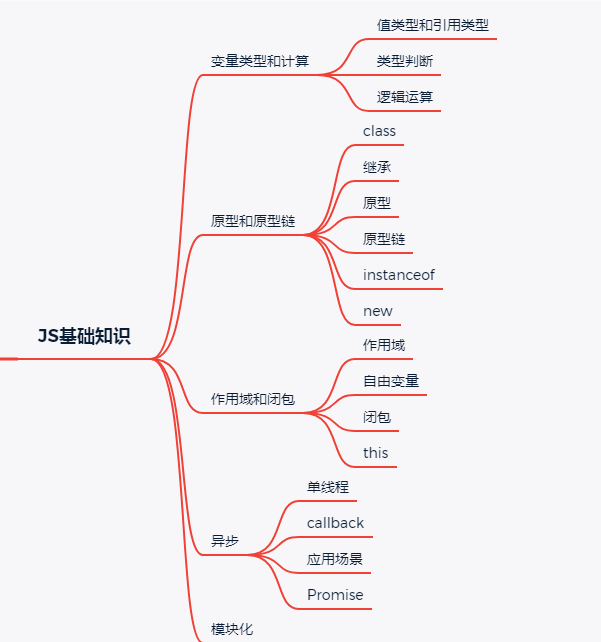 JS基础知识
变量类型和计算
值类型和引用类型
类型判断
逻辑运算
原型和原型链
class
继承
原型
原型链
instanceof
new
作用域和闭包
作用域
自由变量
闭包
this
异步
单线程
callback
应用场景
Promise
模块化